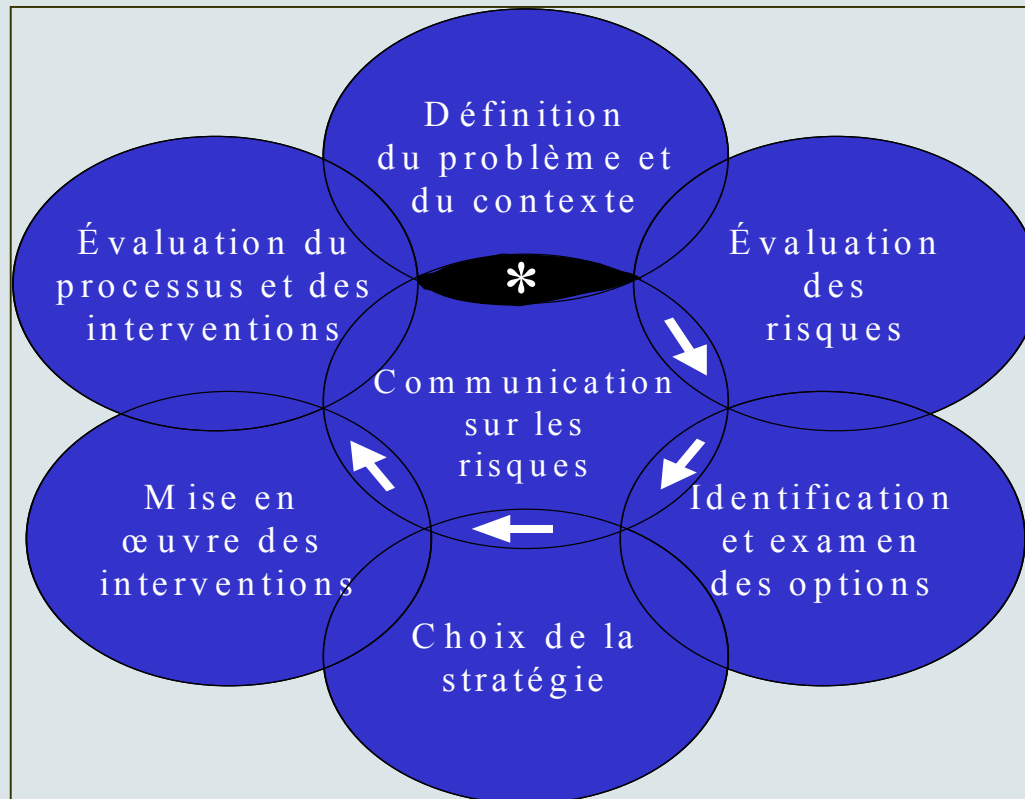 Définition
du problème et
du contexte
*
Évaluation
des
risques
Identification
et examen
des options
Choix de la
stratégie
Mise en
œuvre des
interventions
Évaluation du
processus et des
interventions
Communication
sur les
risques